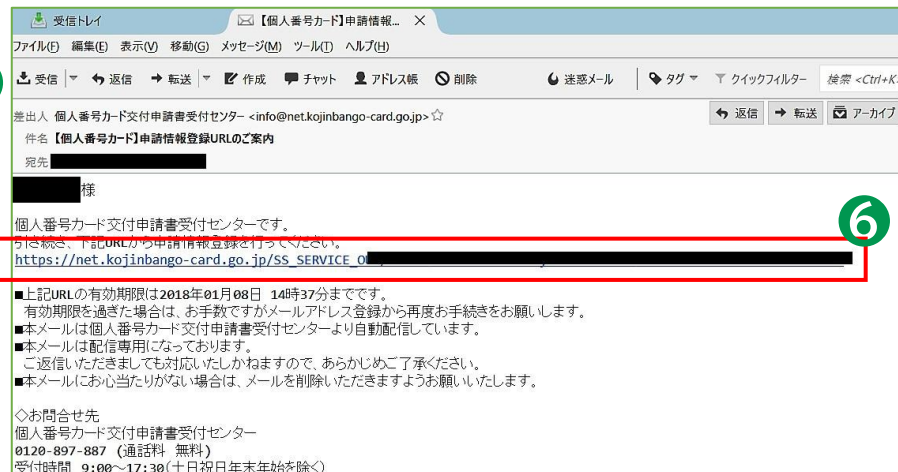 受信トレイ 【個人番号カード】申請情報...
ファイル(F) 編集(E) 表示(V) 移動(G) メッセージ(M) ツール(T) ヘルプ(H)
受信 返信 転送 作成 チャット アドレス帳 削除 迷惑メール タグ クイックフィルター 検索 <Ctrl+K
差出人 個人番号カード交付申請書受付センター <info@net.kojinbango-card.go.jp> 返信 転送 アーカイブ
件名 【個人番号カード】申請情報登録URLのご案内
宛先
様
個人番号カード交付申請書受付センターです。
引き続き、下記URLから申請情報登録を行ってください。
6
https://net.kojinbango-card.go.jp/SS_SERVICE_O
■上記URLの有効期限は2018年01月08日 14時37分までです。
有効期限を過ぎた場合は、お手数ですがメールアドレス登録から再度お手続きをお願いします。
■本メールは個人番号カード交付申請書受付センターより自動配信しています。
■本メールは配信専用になっております。
ご返信いただきましても対応いたしかねますので、あらかじめご了承ください。
■本メールにお心当たりがない場合は、メールを削除いただきますようお願いいたします。
◇お問合せ先
個人番号カード交付申請書受付センター
0120-897-887 (通話料 無料)
受付時間 9:00～17:30(土日祝日年末年始を除く)